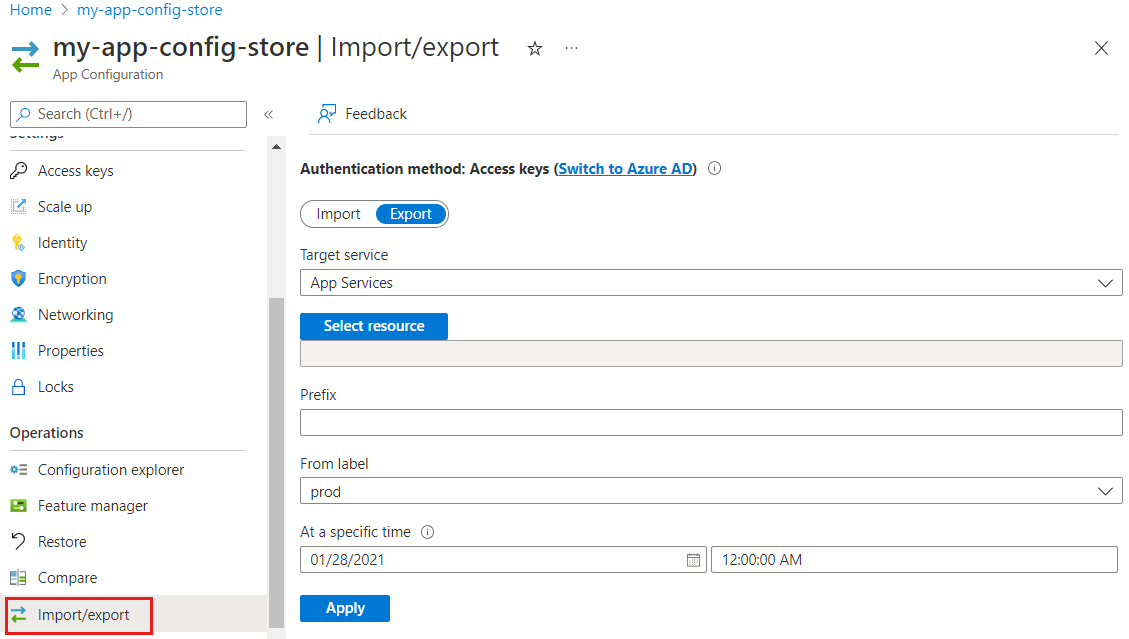 Home > my-app-config-store
my-app-config-store | Import/export ...
App Configuration
Search (Ctrl+/) «
Settings
Access keys
Scale up
Identity
Encryption
Networking
Properties
Locks
Operations
Configuration explorer
Feature manager
Restore
Compare
Import/export
Feedback
Authentication method: Access keys (Switch to Azure AD)
Import Export
Target service
App Services
Select resource
Prefix
From label
prod
At a specific time
01/28/2021 12:00:00 AM
Apply